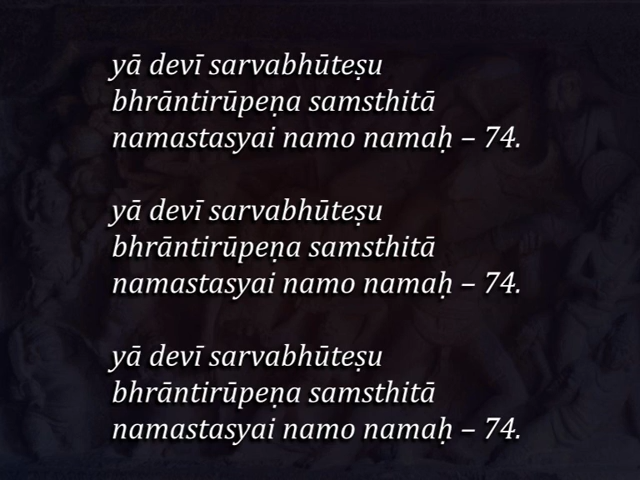 yā devī sarvabhūteṣu
bhrāntirūpeṇa samsthitā
namastasyai namo namaḥ – 74.
yā devī sarvabhūteṣu
bhrāntirūpeṇa samsthitā
namastasyai namo namaḥ – 74.
yā devī sarvabhūteṣu
bhrāntirūpeṇa samsthitā
namastasyai namo namaḥ – 74.